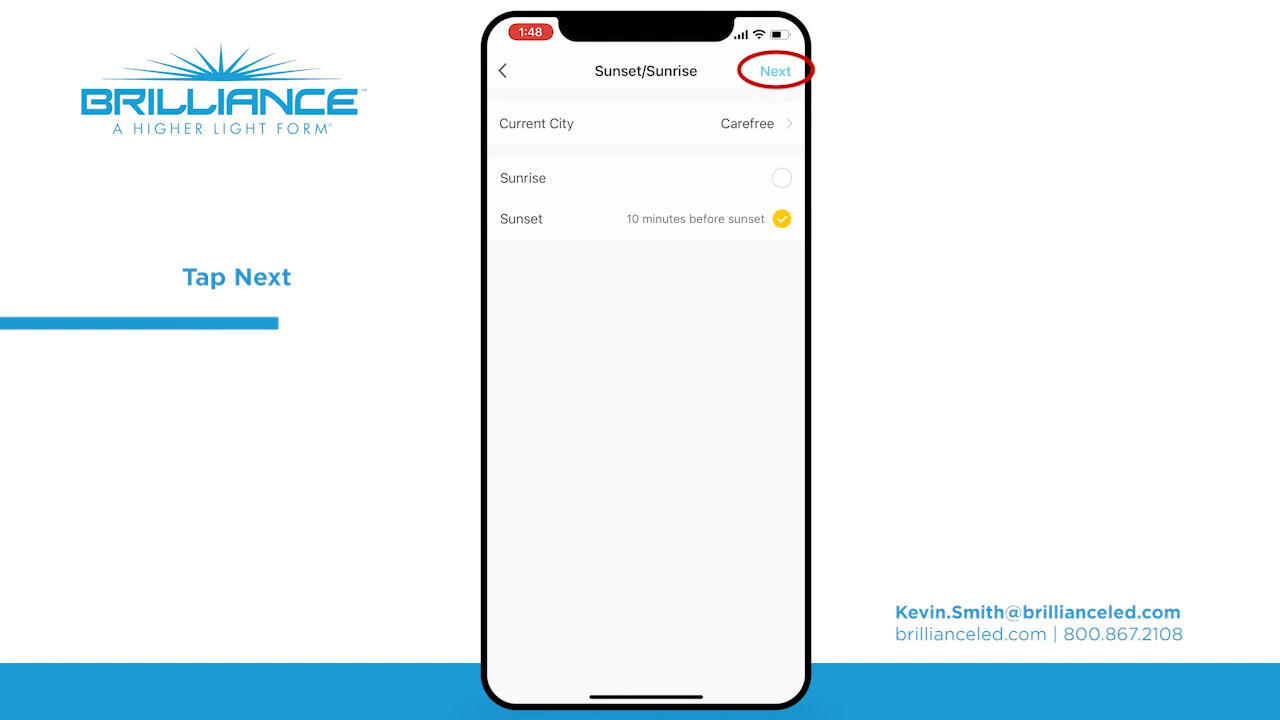 BRILLIANCE™
A HIGHER LIGHT FORM®
Tap Next
1:48
Sunset/Sunrise
Next
Current City
Carefree
Sunrise
Sunset
10 minutes before sunset
Kevin.Smith@brillianceled.com
brillianceled.com | 800.867.2108